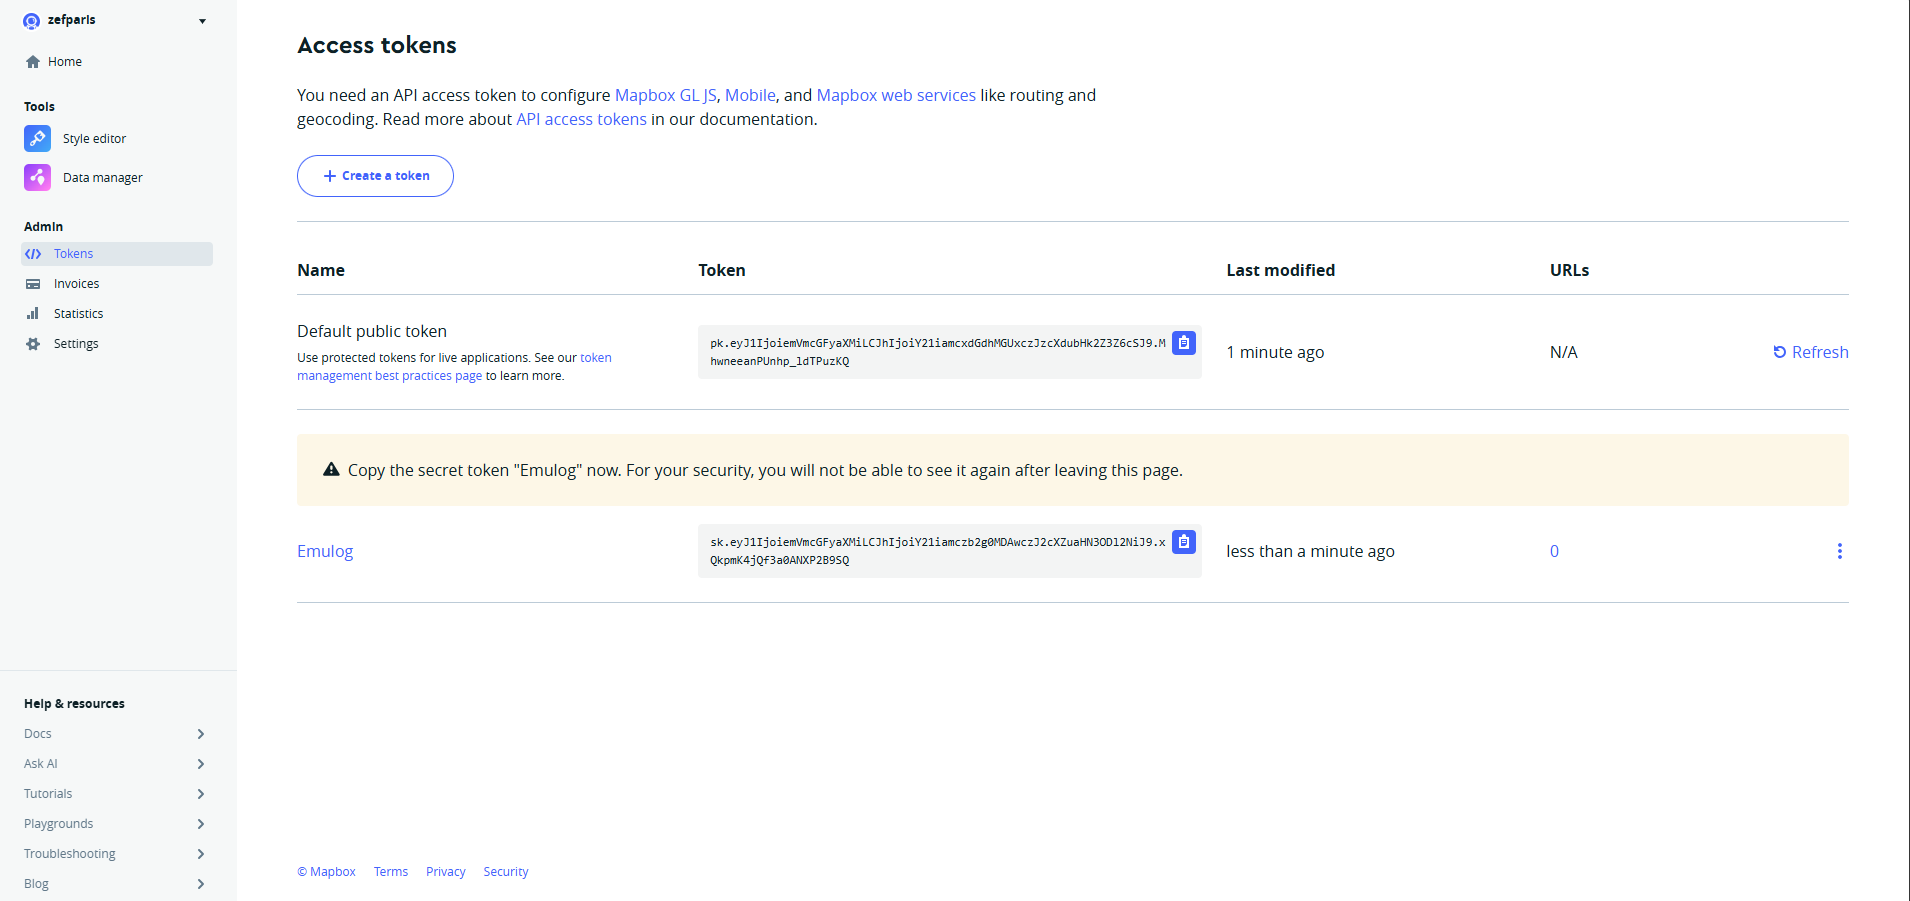 zefparis
Home
Tools
Style editor
Data manager
Admin
Tokens
Invoices
Statistics
Settings
Access tokens
You need an API access token to configure Mapbox GL JS, Mobile, and Mapbox web services like routing and
geocoding. Read more about API access tokens in our documentation.
Create a token
Name Token Last modified URLs
Default public token
Use protected tokens for live applications. See our token
management best practices page to learn more.
pk.eyJ1IjoiemVmcGFyaXMiLCJhIjoiY21iamcxdGdhMGUxczJzcXdubHk2Z3Z6cSJ9.M
hwneeanPUnhp_ldTPuzKQ
1 minute ago
N/A
Refresh
Copy the secret token "Emulog" now. For your security, you will not be able to see it again after leaving this page.
Emulog
sk.eyJ1IjoiemVmcGFyaXMiLCJhIjoiY21iamczb2g0MDAwczJ2cXZuaHN3ODl2NiJ9.x
QkpmK4jQf3a0ANXP2B9SQ
less than a minute ago
0
Help & resources
Docs
Ask AI
Tutorials
Playgrounds
Troubleshooting
Blog
© Mapbox Terms Privacy Security